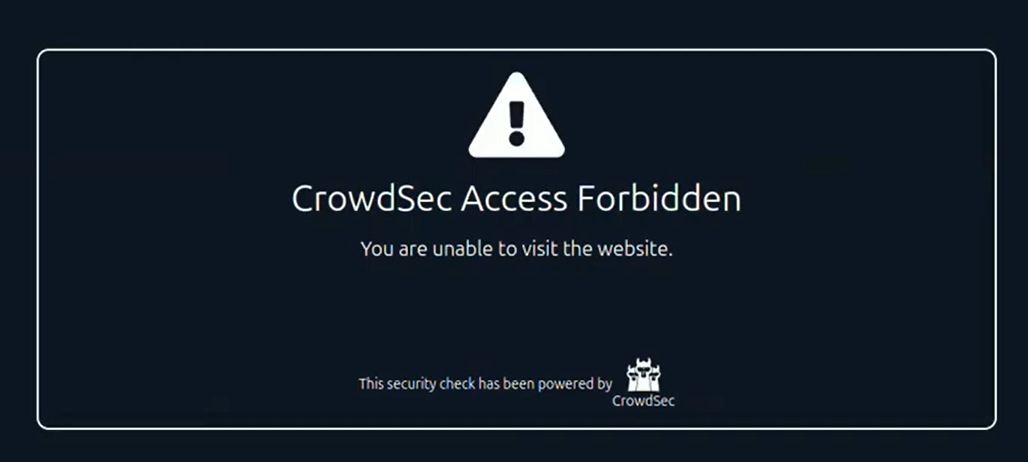 CrowdSec Access Forbidden
You are unable to visit the website.
This security check has been powered by
CrowdSec